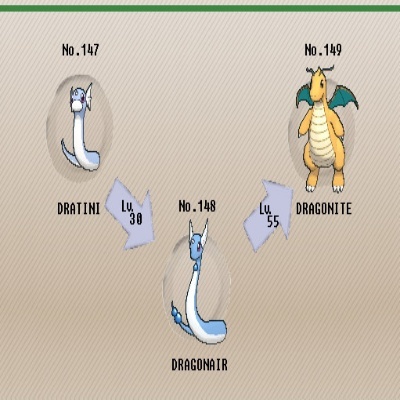 No.147
No.149
DRATINI
Lv.
30
No.148
Lv.
55
DRAGONITE
DRAGONAIR